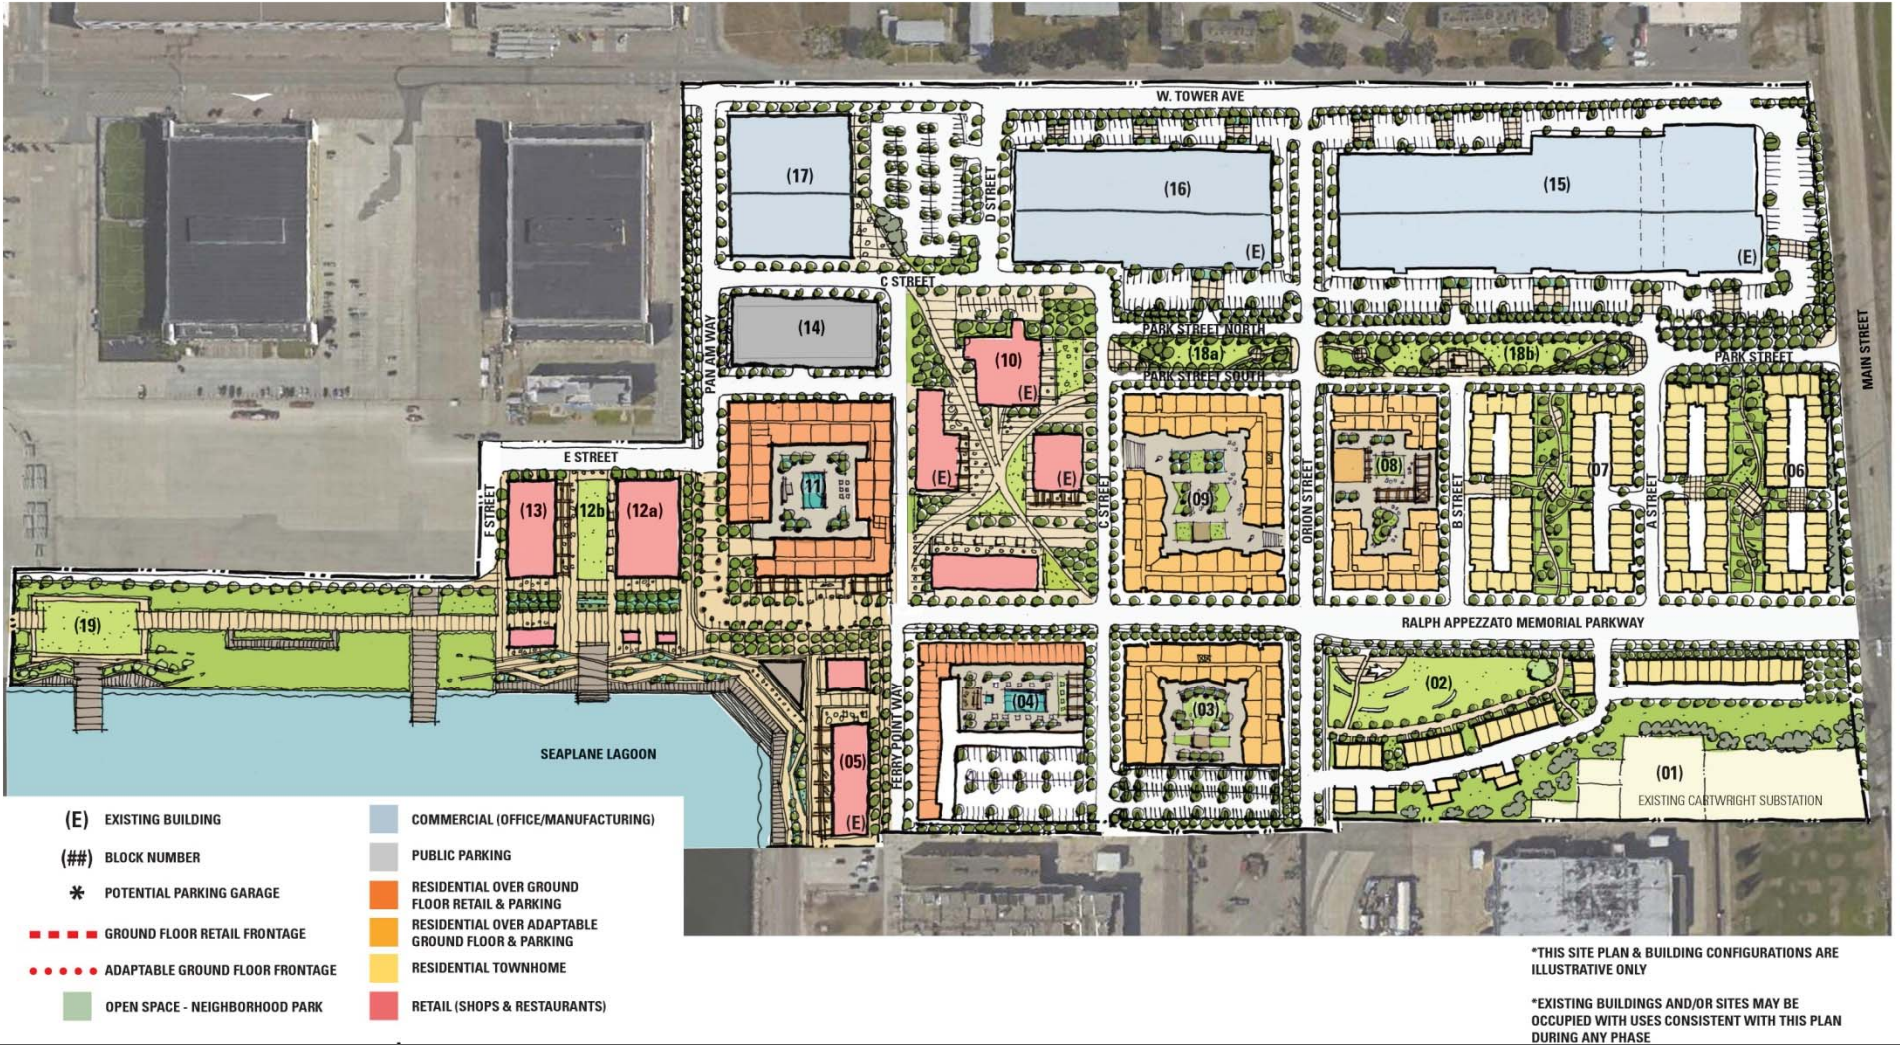 W. TOWER AVE
(17)
D STREET
(16)
(E)
(15)
(E)
C STREET
PAN AM WAY
(14)
(10)
(E)
PARK STREET NORTH
(18a)
PARK STREET SOUTH
(18b)
PARK STREET
MAIN STREET
E STREET
F STREET
(13)
12b
(12a)
11
(E)
(E)
C STREET
(09)
ORION STREET
(08)
B STREET
(07)
A STREET
(06)
(19)
RALPH APPEZZATO MEMORIAL PARKWAY
SEAPLANE LAGOON
(05)
(E)
FERRY POINT WAY
(04)
(03)
(02)
(01)
EXISTING CARTWRIGHT SUBSTATION
(E) EXISTING BUILDING
(##) BLOCK NUMBER
* POTENTIAL PARKING GARAGE
GROUND FLOOR RETAIL FRONTAGE
ADAPTABLE GROUND FLOOR FRONTAGE
OPEN SPACE - NEIGHBORHOOD PARK
COMMERCIAL (OFFICE/MANUFACTURING)
PUBLIC PARKING
RESIDENTIAL OVER GROUND
FLOOR RETAIL & PARKING
RESIDENTIAL OVER ADAPTABLE
GROUND FLOOR & PARKING
RESIDENTIAL TOWNHOME
RETAIL (SHOPS & RESTAURANTS)
*THIS SITE PLAN & BUILDING CONFIGURATIONS ARE
ILLUSTRATIVE ONLY
*EXISTING BUILDINGS AND/OR SITES MAY BE
OCCUPIED WITH USES CONSISTENT WITH THIS PLAN
DURING ANY PHASE